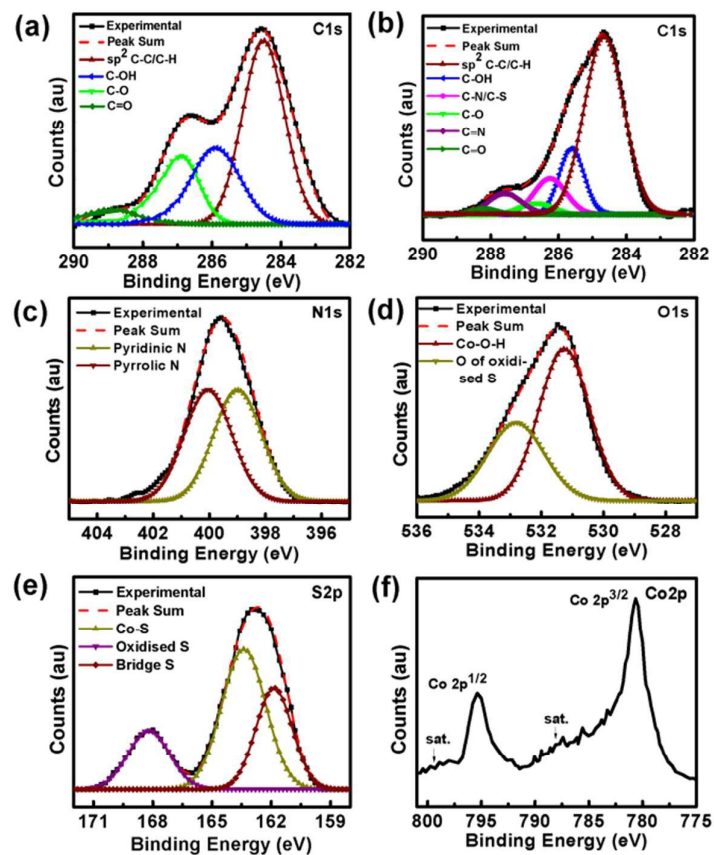 (a)
Experimental
Peak Sum
sp2 C-C/C-H
C-OH
C-O
C=O
C1s
Counts (au)
290 288 286 284 282
Binding Energy (eV)
(b)
Experimental
Peak Sum
sp2 C-C/C-H
C-OH
C-N/C-S
C-O
C=N
C=O
C1s
Counts (au)
290 288 286 284 282
Binding Energy (eV)
(c)
Experimental
Peak Sum
Pyridinic N
Pyrrolic N
N1s
Counts (au)
404 402 400 398 396
Binding Energy (eV)
(d)
Experimental
Peak Sum
Co-O-H
O of oxidi-
sed S
O1s
Counts (au)
536 534 532 530 528
Binding Energy (eV)
(e)
Experimental
Peak Sum
Co-S
Oxidised S
Bridge S
S2p
Counts (au)
171 168 165 162 159
Binding Energy (eV)
(f)
Co 2p3/2
Co2p
Co 2p1/2
sat.
sat.
Counts (au)
800 795 790 785 780 775
Binding Energy (eV)